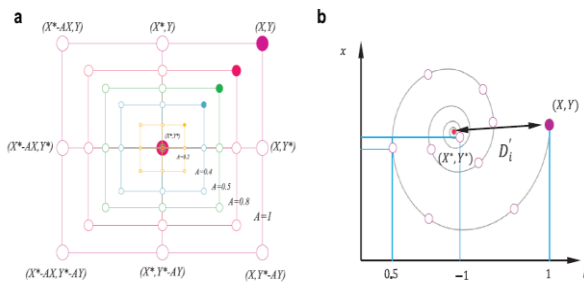 a
(X*-AX,Y)
(X*,Y)
(X,Y)
(X*-AX,Y*)
(X*,Y*)
(X,Y*)
A=0.4
A=0.5
A=0.8
A=1
(X*-AX,Y*-AY)
(X*,Y*-AY)
(X,Y*-AY)
b
x
(X,Y)
D'i
(X*,Y*)
0.5
-1
1